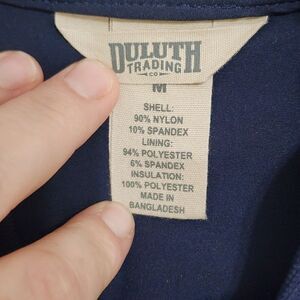 DULUTH
TRADING
CO
M
SHELL:
90% NYLON
10% SPANDEX
LINING:
94% POLYESTER
6% SPANDEX
INSULATION:
100% POLYESTER
MADE IN
BANGLADESH